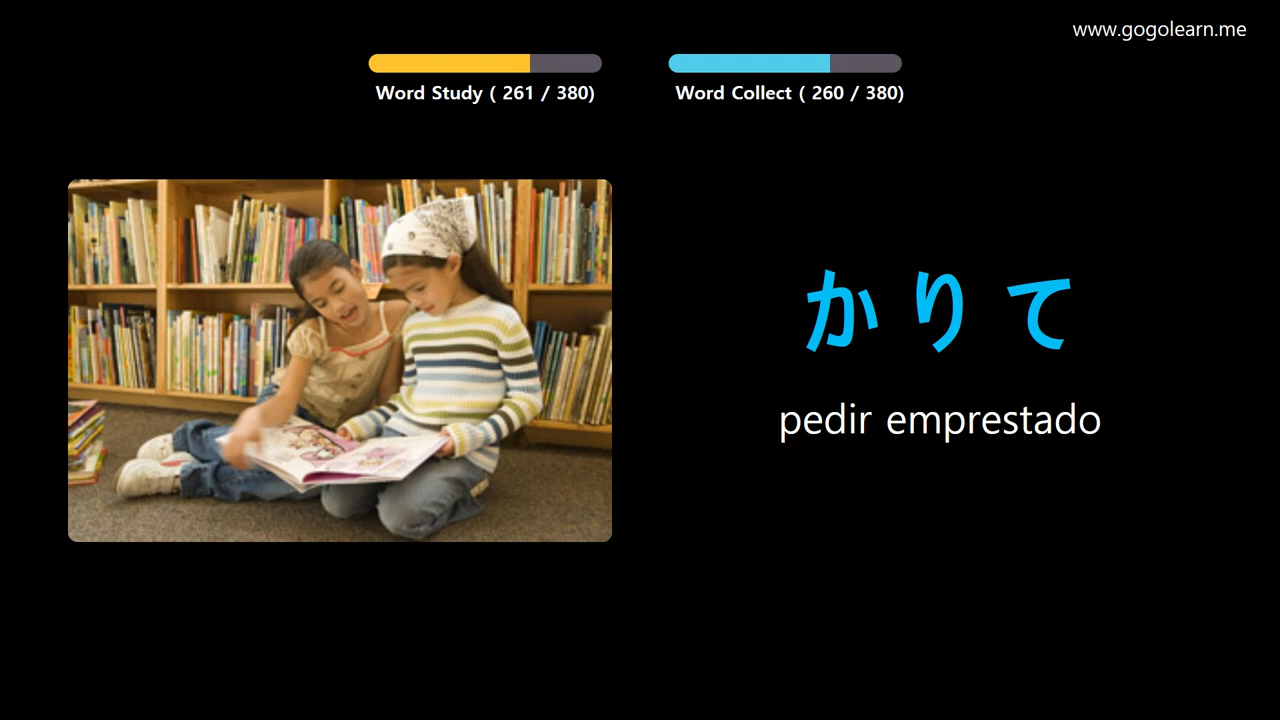 www.gogolearn.me
Word Study ( 261 / 380)
Word Collect ( 260 / 380)
かりて
pedir emprestado